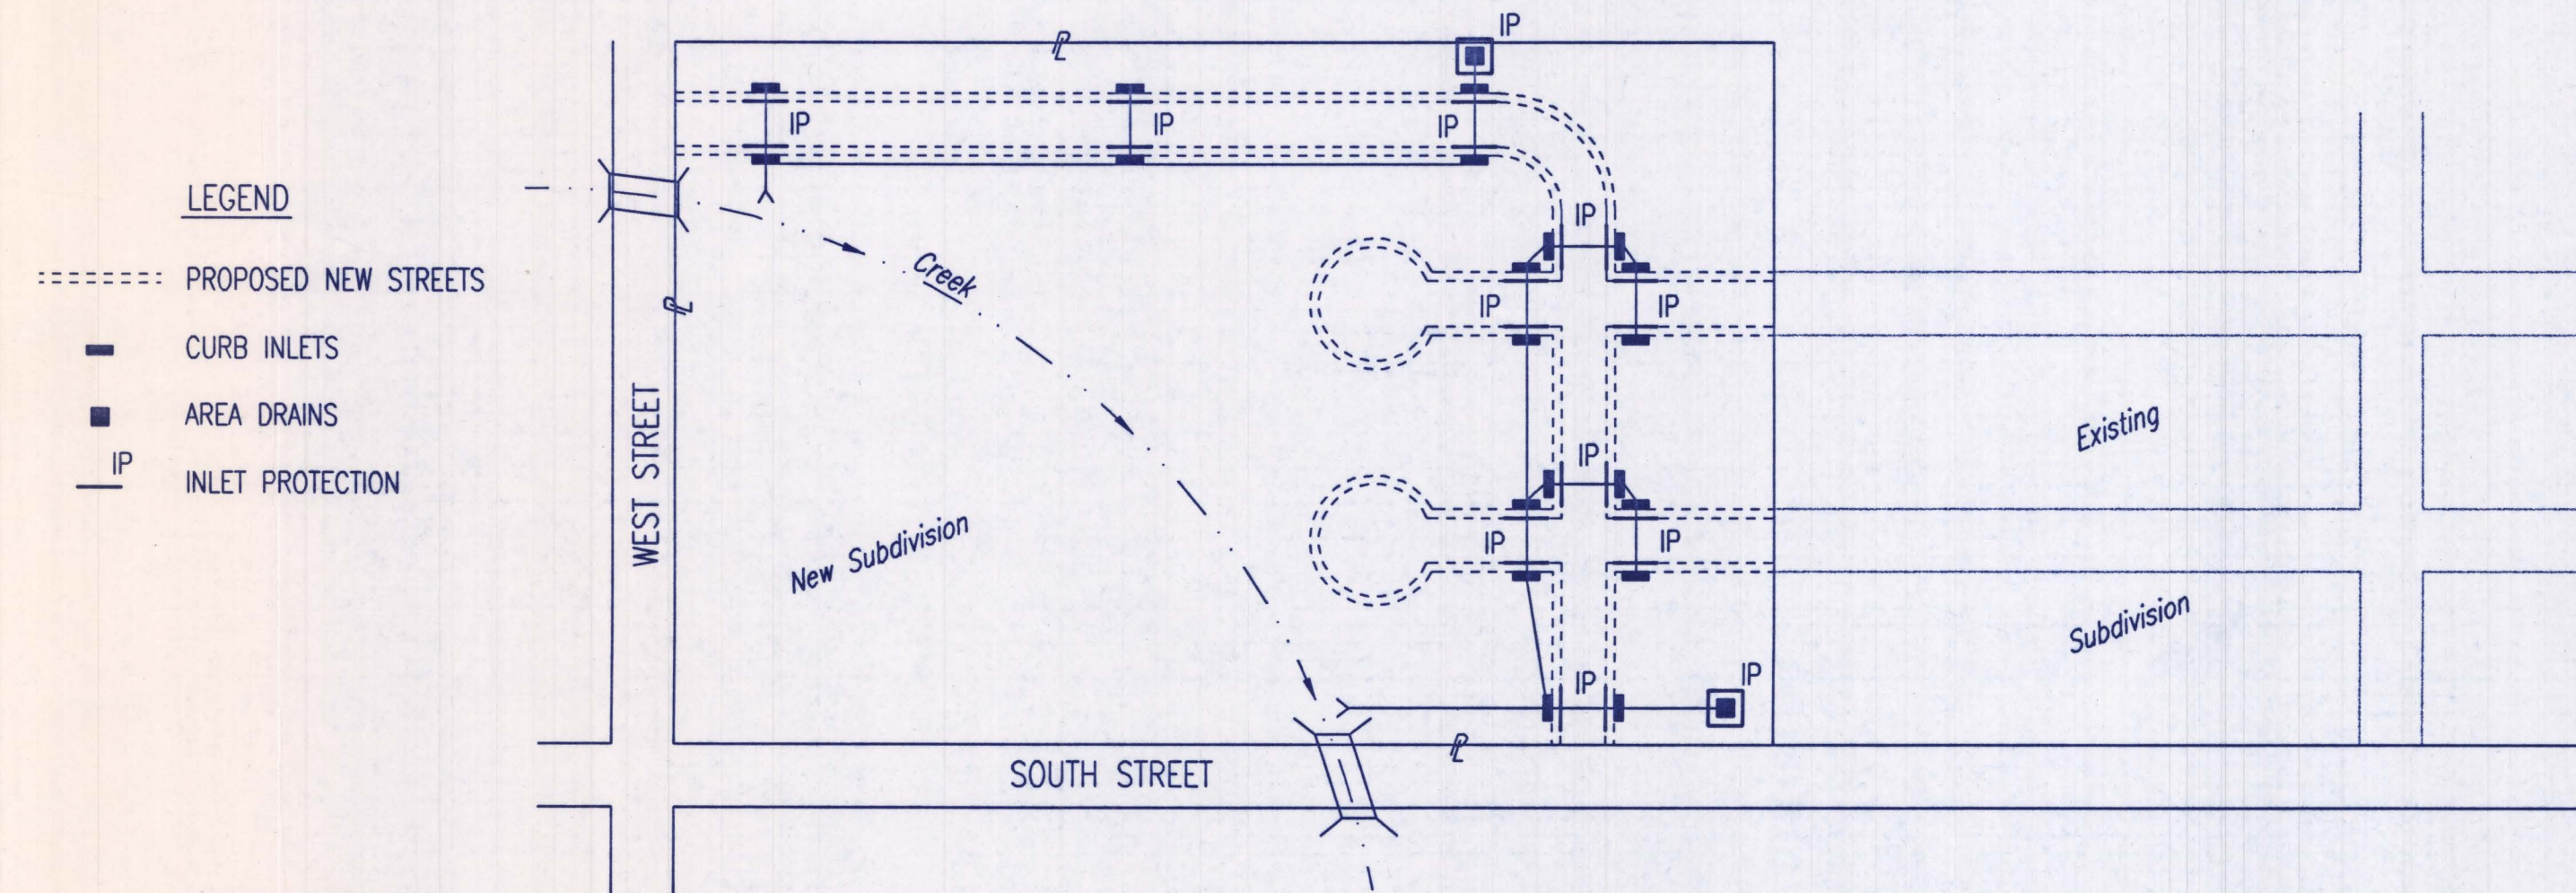 LEGEND
PROPOSED NEW STREETS
CURB INLETS
AREA DRAINS
IP
INLET PROTECTION
IP
℄
IP
IP
IP
IP
Creek
IP
IP
℄
WEST STREET
Existing
IP
New Subdivision
IP
IP
Subdivision
IP
IP
℄
SOUTH STREET